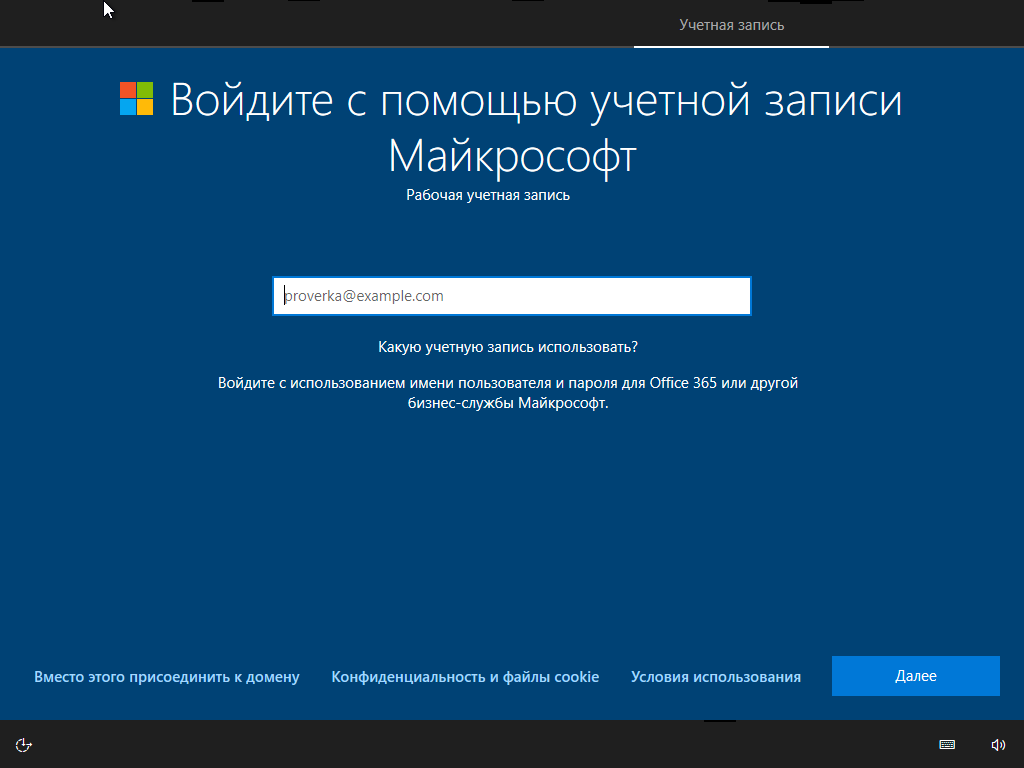 Учетная запись
Войдите с помощью учетной записи
Майкрософт
Рабочая учетная запись
proverka@example.com
Какую учетную запись использовать?
Войдите с использованием имени пользователя и пароля для Office 365 или другой
бизнес-службы Майкрософт.
Вместо этого присоединить к домену
Конфиденциальность и файлы cookie
Условия использования
Далее